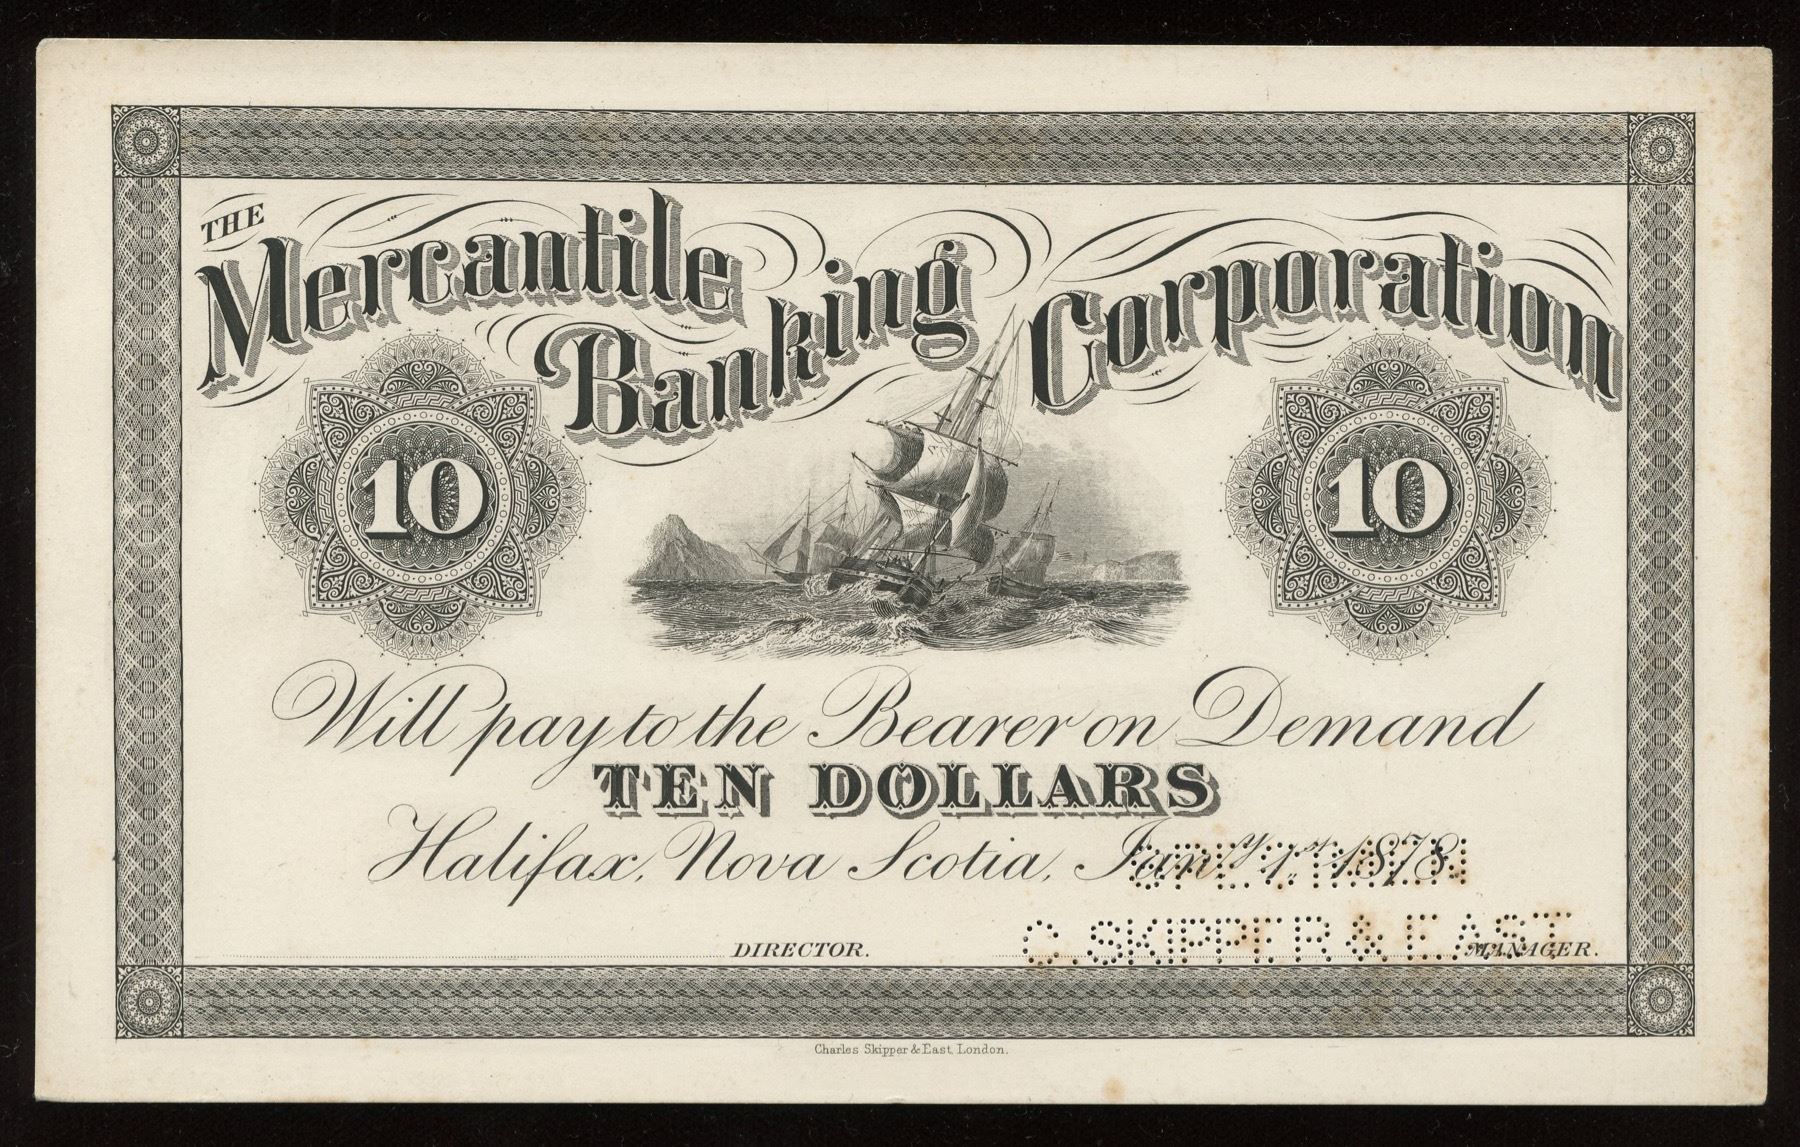 THE
Mercantile Banking Corporation
10 10
Will pay to the Bearer on Demand
TEN DOLLARS
Halifax, Nova Scotia, Jany. 1st. 1878
SPECIMEN
C. SKIPPER & EAST
DIRECTOR. MANAGER.
Charles Skipper & East, London.